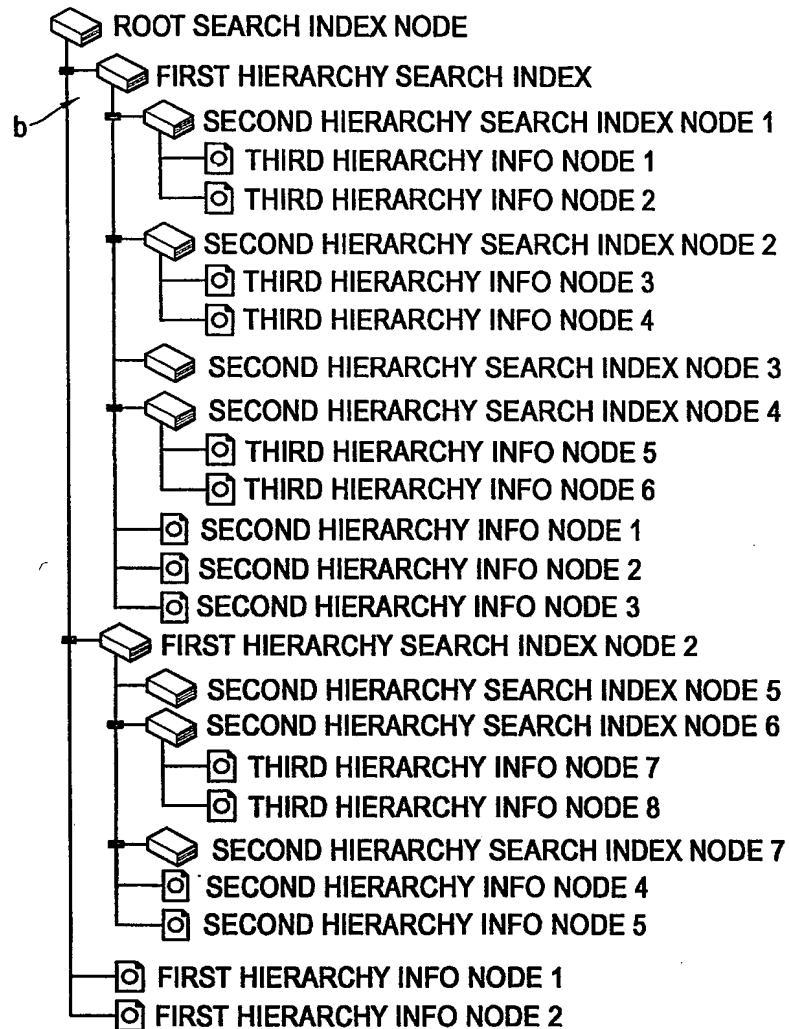 ROOT SEARCH INDEX NODE
FIRST HIERARCHY SEARCH INDEX
b
SECOND HIERARCHY SEARCH INDEX NODE 1
THIRD HIERARCHY INFO NODE 1
THIRD HIERARCHY INFO NODE 2
SECOND HIERARCHY SEARCH INDEX NODE 2
THIRD HIERARCHY INFO NODE 3
THIRD HIERARCHY INFO NODE 4
SECOND HIERARCHY SEARCH INDEX NODE 3
SECOND HIERARCHY SEARCH INDEX NODE 4
THIRD HIERARCHY INFO NODE 5
THIRD HIERARCHY INFO NODE 6
SECOND HIERARCHY INFO NODE 1
SECOND HIERARCHY INFO NODE 2
SECOND HIERARCHY INFO NODE 3
FIRST HIERARCHY SEARCH INDEX NODE 2
SECOND HIERARCHY SEARCH INDEX NODE 5
SECOND HIERARCHY SEARCH INDEX NODE 6
THIRD HIERARCHY INFO NODE 7
THIRD HIERARCHY INFO NODE 8
SECOND HIERARCHY SEARCH INDEX NODE 7
SECOND HIERARCHY INFO NODE 4
SECOND HIERARCHY INFO NODE 5
FIRST HIERARCHY INFO NODE 1
FIRST HIERARCHY INFO NODE 2